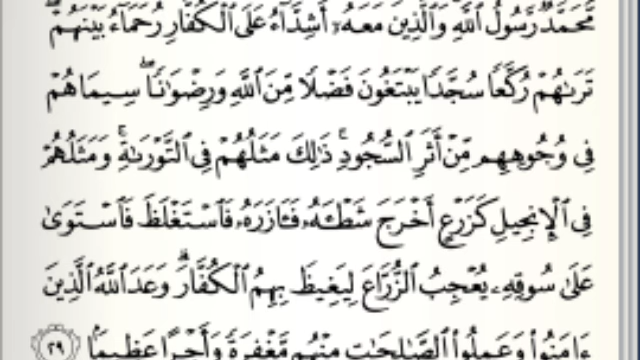 مُّحَمَّدٌ رَّسُولُ ٱللَّهِ وَٱلَّذِينَ مَعَهُۥٓ أَشِدَّآءُ عَلَى ٱلْكُفَّارِ رُحَمَآءُ بَيْنَهُمْ ۖ
تَرَىٰهُمْ رُكَّعًا سُجَّدًا يَبْتَغُونَ فَضْلًا مِّنَ ٱللَّهِ وَرِضْوَٰنًا ۖ سِيمَاهُمْ
فِى وُجُوهِهِم مِّنْ أَثَرِ ٱلسُّجُودِ ۚ ذَٰلِكَ مَثَلُهُمْ فِى ٱلتَّوْرَىٰةِ ۚ وَمَثَلُهُمْ
فِى ٱلْإِنجِيلِ كَزَرْعٍ أَخْرَجَ شَطْـَٔهُۥ فَـَٔازَرَهُۥ فَٱسْتَغْلَظَ فَٱسْتَوَىٰ
عَلَىٰ سُوقِهِۦ يُعْجِبُ ٱلزُّرَّاعَ لِيَغِيظَ بِهِمُ ٱلْكُفَّارَ ۗ وَعَدَ ٱللَّهُ ٱلَّذِينَ
ءَامَنُوا۟ وَعَمِلُوا۟ ٱلصَّٰلِحَٰتِ مِنْهُم مَّغْفِرَةً وَأَجْرًا عَظِيمًۢا ٢٩